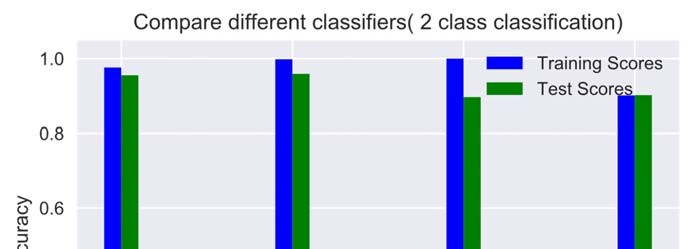 Compare different classifiers( 2 class classification)
1.0
Training Scores
Test Scores
0.8
0.6